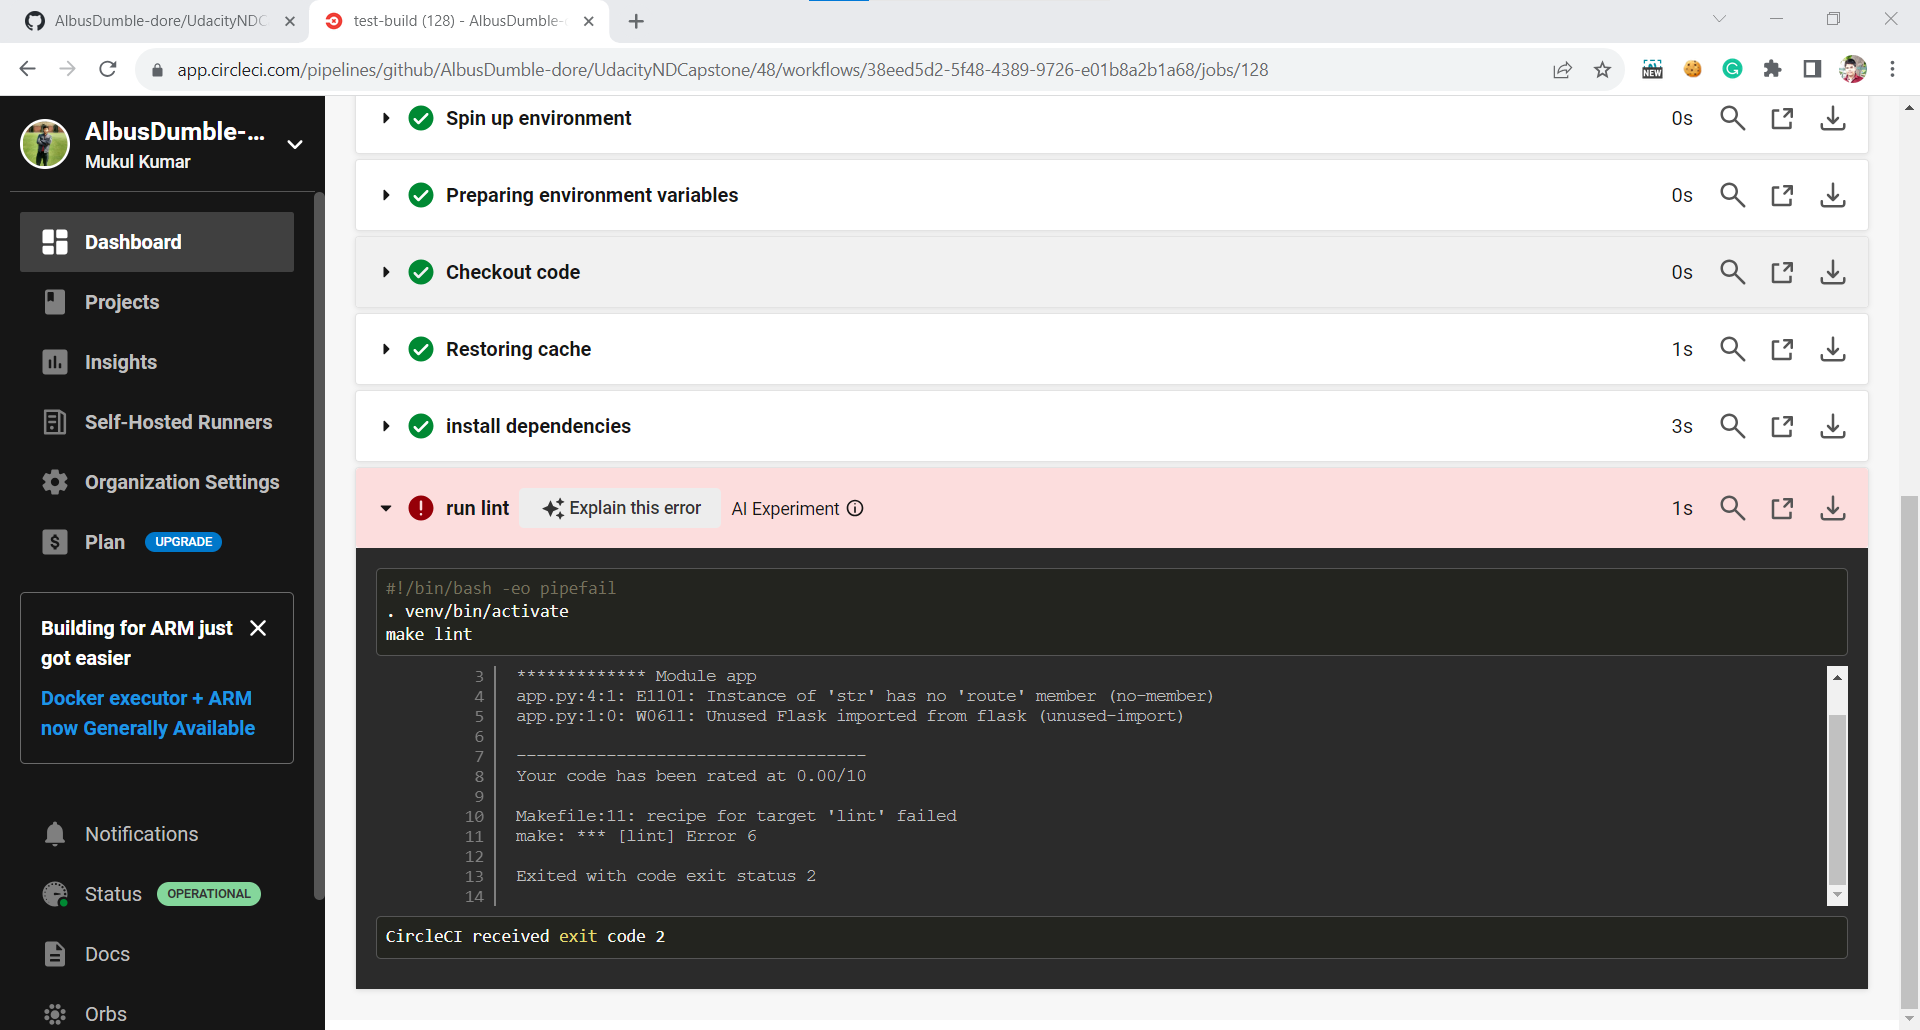 AlbusDumble-dore/UdacityNDC
test-build (128) - AlbusDumble-
app.circleci.com/pipelines/github/AlbusDumble-dore/UdacityNDCapstone/48/workflows/38eed5d2-5f48-4389-9726-e01b8a2b1a68/jobs/128
NEW
AlbusDumble-...
Mukul Kumar
Dashboard
Projects
Insights
Self-Hosted Runners
Organization Settings
Plan UPGRADE
Building for ARM just
got easier
Docker executor + ARM
now Generally Available
Notifications
Status OPERATIONAL
Docs
Orbs
Spin up environment 0s
Preparing environment variables 0s
Checkout code 0s
Restoring cache 1s
install dependencies 3s
run lint Explain this error AI Experiment 1s
#!/bin/bash -eo pipefail
. venv/bin/activate
make lint
3 ************* Module app
4 app.py:4:1: E1101: Instance of 'str' has no 'route' member (no-member)
5 app.py:1:0: W0611: Unused Flask imported from flask (unused-import)
6
7 -----------------------------------
8 Your code has been rated at 0.00/10
9
10 Makefile:11: recipe for target 'lint' failed
11 make: *** [lint] Error 6
12
13 Exited with code exit status 2
14
CircleCI received exit code 2